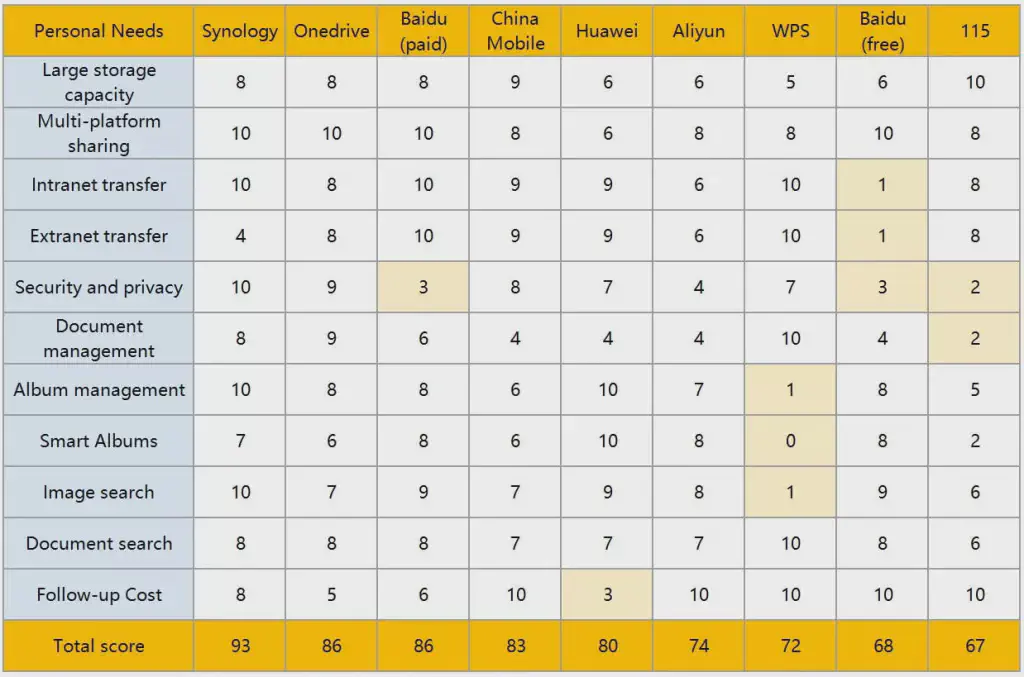 Personal Needs Synology Onedrive Baidu (paid) China Mobile Huawei Aliyun WPS Baidu (free) 115
Large storage capacity 8 8 8 9 6 6 5 6 10
Multi-platform sharing 10 10 10 8 6 8 8 10 8
Intranet transfer 10 8 10 9 9 6 10 1 8
Extranet transfer 4 8 10 9 9 6 10 1 8
Security and privacy 10 9 3 8 7 4 7 3 2
Document management 8 9 6 4 4 4 10 4 2
Album management 10 8 8 6 10 7 1 8 5
Smart Albums 7 6 8 6 10 8 0 8 2
Image search 10 7 9 7 9 8 1 9 6
Document search 8 8 8 7 7 7 10 8 6
Follow-up Cost 8 5 6 10 3 10 10 10 10
Total score 93 86 86 83 80 74 72 68 67